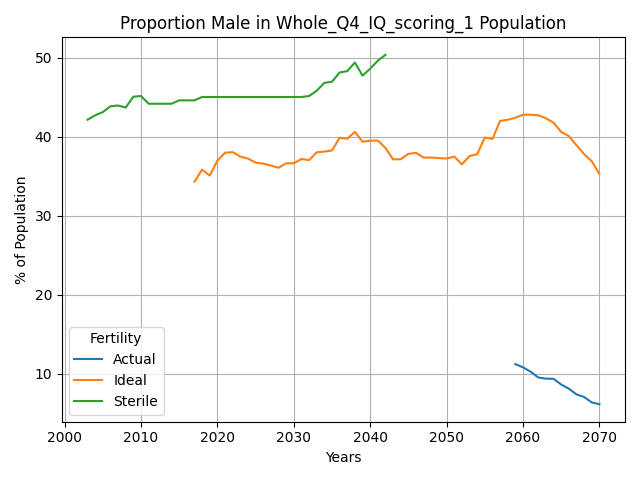 Proportion Male in Whole_Q4_IQ_scoring_1 Population
% of Population
50
40
30
20
10
Fertility
Actual
Ideal
Sterile
2000 2010 2020 2030 2040 2050 2060 2070
Years